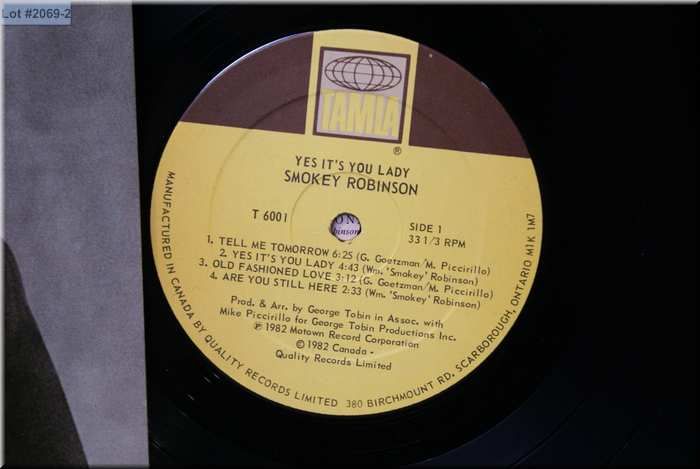 Lot #2069-2
TAMLA
®
YES IT'S YOU LADY
SMOKEY ROBINSON
T 6001
SIDE 1
33 1/3 RPM
1. TELL ME TOMORROW 6:25 (G. Goetzman/M. Piccirillo)
2. YES IT'S YOU LADY 4:43 (Wm. 'Smokey' Robinson)
3. OLD FASHIONED LOVE 3:12 (G. Goetzman/M. Piccirillo)
4. ARE YOU STILL HERE 2:33 (Wm. 'Smokey' Robinson)
Prod. & Arr. by George Tobin in Assoc. with
Mike Piccirillo for George Tobin Productions Inc.
℗ 1982 Motown Record Corporation
© 1982 Canada -
Quality Records Limited
MANUFACTURED IN CANADA BY QUALITY RECORDS LIMITED 380 BIRCHMOUNT RD. SCARBOROUGH, ONTARIO M1K 1M7